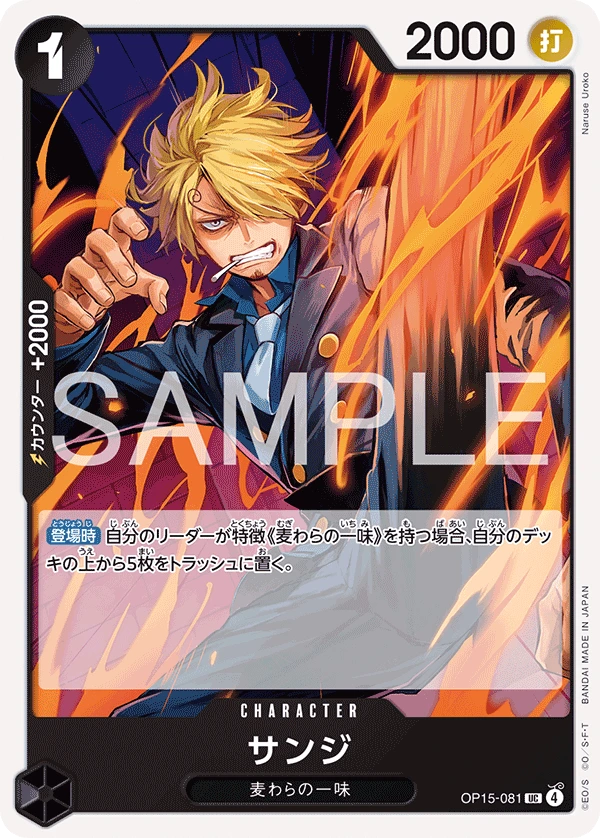 1
2000
打
Naruse Uroko
カウンター +2000
SAMPLE
登場時 自分のリーダーが特徴《麦わらの一味》を持つ場合、自分のデッ
キの上から5枚をトラッシュに置く。
CHARACTER
サンジ
麦わらの一味
OP15-081 UC 4
©E.O/S ©O/S・F・T BANDAI MADE IN JAPAN